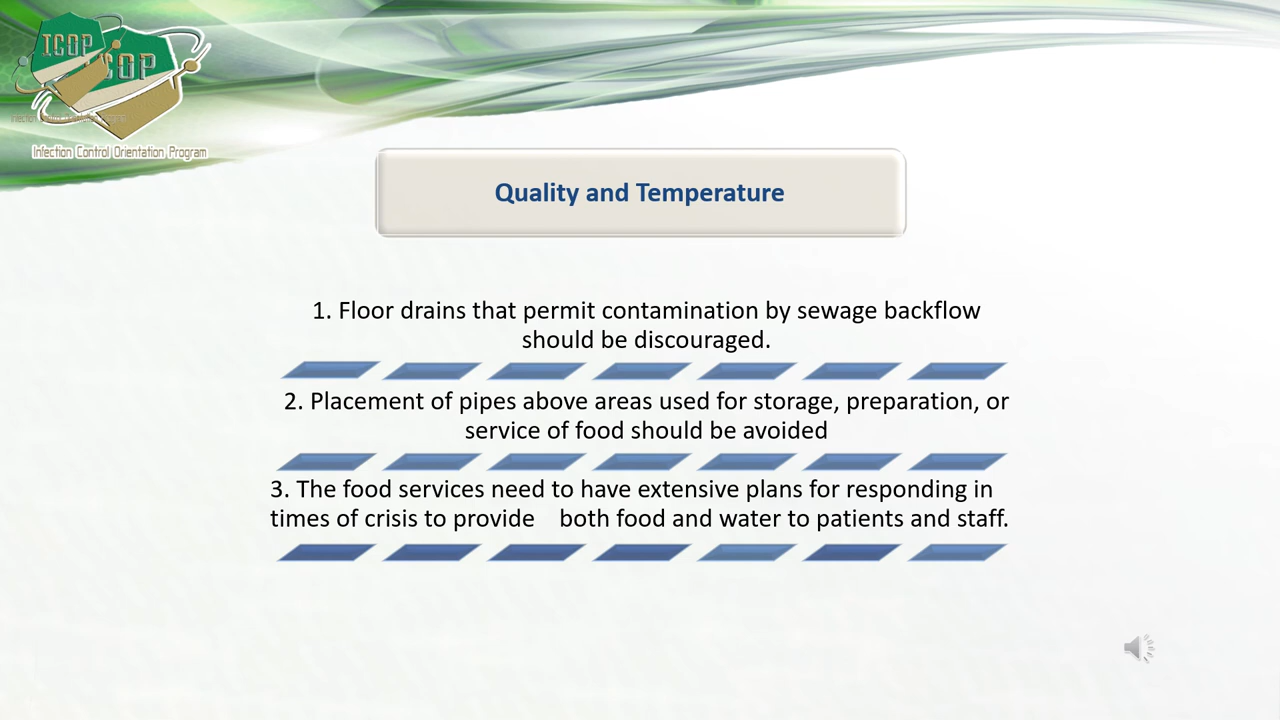 ICOP
COP
Infection Control Orientation Program
Quality and Temperature
1. Floor drains that permit contamination by sewage backflow
should be discouraged.
2. Placement of pipes above areas used for storage, preparation, or
service of food should be avoided
3. The food services need to have extensive plans for responding in
times of crisis to provide    both food and water to patients and staff.